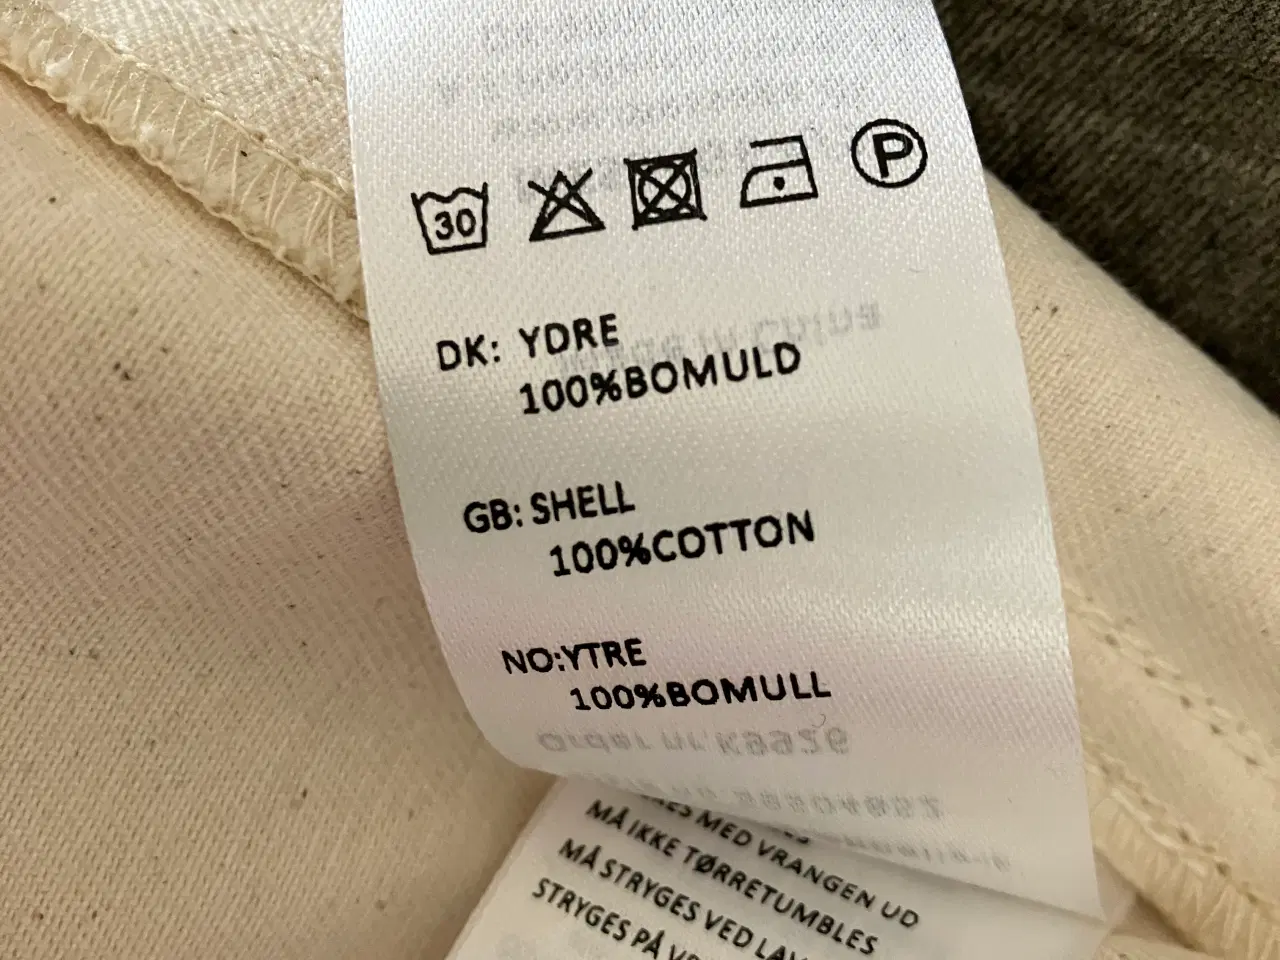 30
P
DK: YDRE
100%BOMULD
GB: SHELL
100%COTTON
NO:YTRE
100%BOMULL
MED VRANGEN UD
MÅ IKKE TØRRETUMBLES
MÅ STRYGES VED
STRYGES PÅ